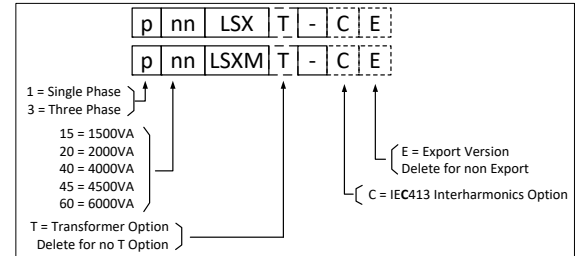 p nn LSX T - C E
p nn LSXM T - C E
1 = Single Phase
3 = Three Phase
15 = 1500VA
20 = 2000VA
40 = 4000VA
45 = 4500VA
60 = 6000VA
T = Transformer Option
Delete for no T Option
E = Export Version
Delete for non Export
C = IEC413 Interharmonics Option